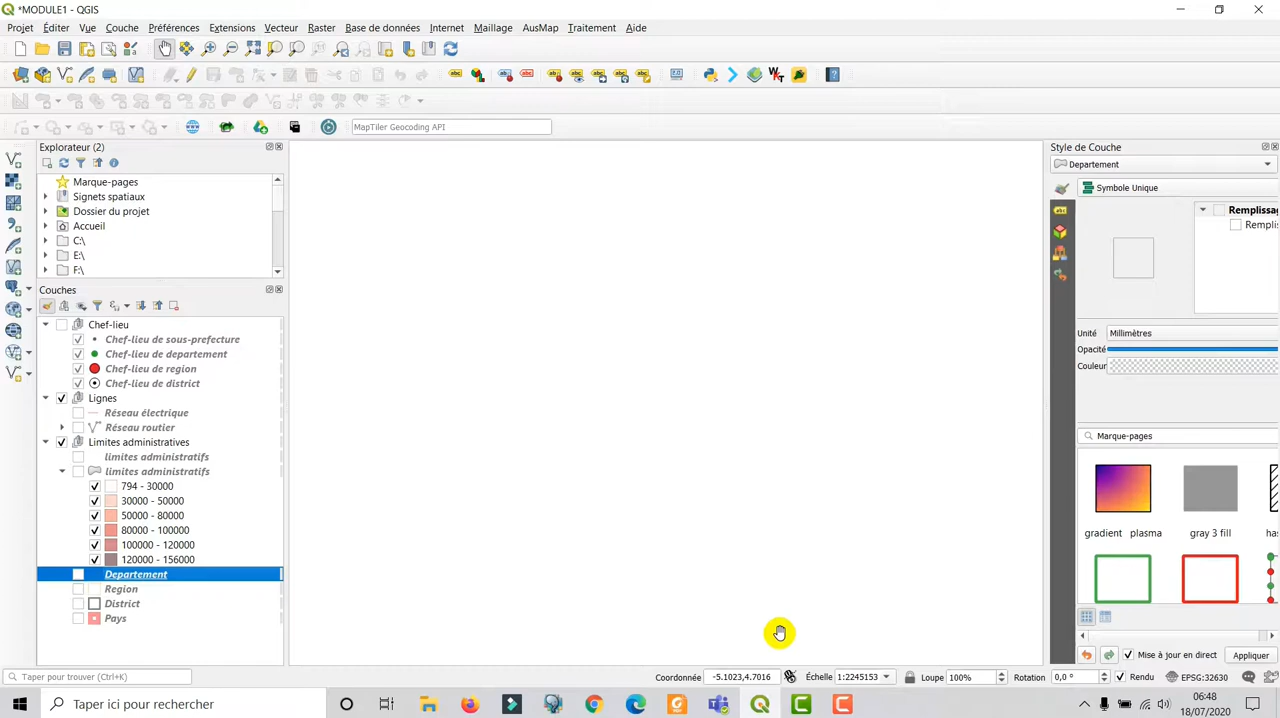 *MODULE1 - QGIS
Projet Éditer Vue Couche Préférences Extensions Vecteur Raster Base de données Internet Maillage AusMap Traitement Aide
MapTiler Geocoding API
Explorateur (2)
Marque-pages
Signets spatiaux
Dossier du projet
Accueil
C:\
E:\
F:\
Couches
Chef-lieu
Chef-lieu de sous-prefecture
Chef-lieu de departement
Chef-lieu de region
Chef-lieu de district
Lignes
Réseau électrique
Réseau routier
Limites administratives
limites administratifs
limites administratifs
794 - 30000
30000 - 50000
50000 - 80000
80000 - 100000
100000 - 120000
120000 - 156000
Departement
Region
District
Pays
Style de Couche
Departement
Symbole Unique
Remplissag
Rempli
Unité Millimètres
Opacité
Couleur
Marque-pages
gradient plasma gray 3 fill has
Mise à jour en direct Appliquer
Taper pour trouver (Ctrl+K) Coordonnée -5.1023,4.7016 Échelle 1:2245153 Loupe 100% Rotation 0,0 ° Rendu EPSG:32630
Taper ici pour rechercher
06:48
18/07/2020